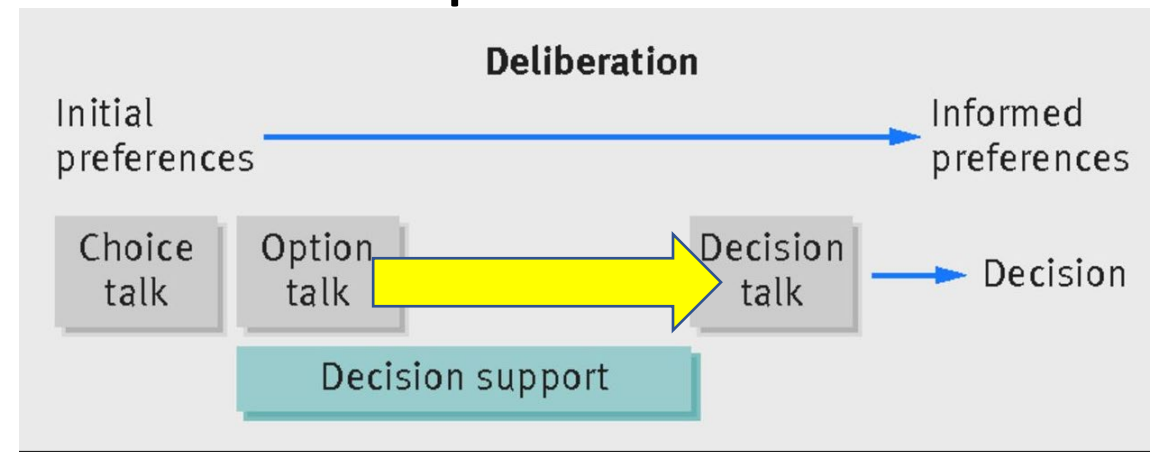 Deliberation
Initial
preferences
Informed
preferences
Choice
talk
Option
talk
Decision
talk
Decision
Decision support